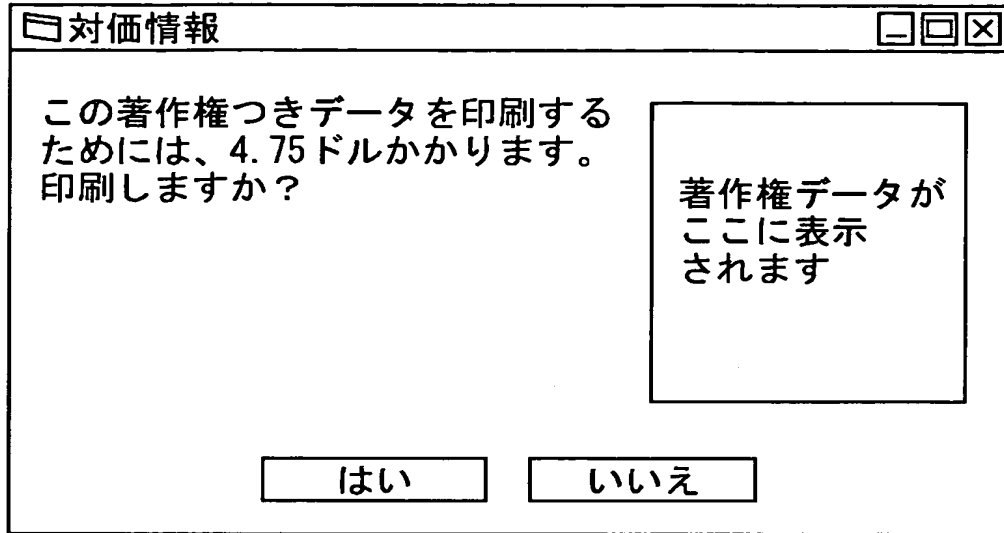 対価情報
この著作権つきデータを印刷する
ためには、4.75ドルかかります。
印刷しますか？
著作権データが
ここに表示
されます
はい
いいえ